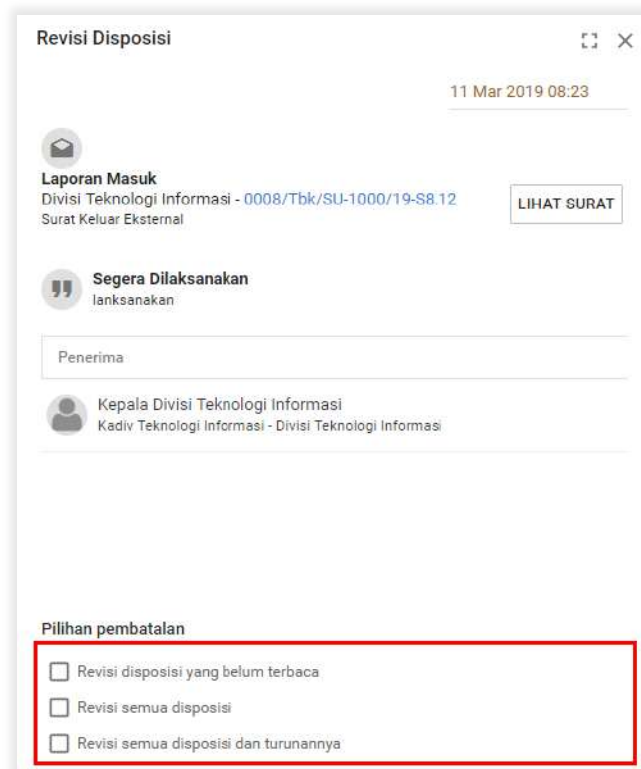 Revisi Disposisi
11 Mar 2019 08:23
Laporan Masuk
Divisi Teknologi Informasi - 0008/Tbk/SU-1000/19-S8.12
Surat Keluar Eksternal
LIHAT SURAT
Segera Dilaksanakan
lanksanakan
Penerima
Kepala Divisi Teknologi Informasi
Kadiv Teknologi Informasi - Divisi Teknologi Informasi
Pilihan pembatalan
Revisi disposisi yang belum terbaca
Revisi semua disposisi
Revisi semua disposisi dan turunannya